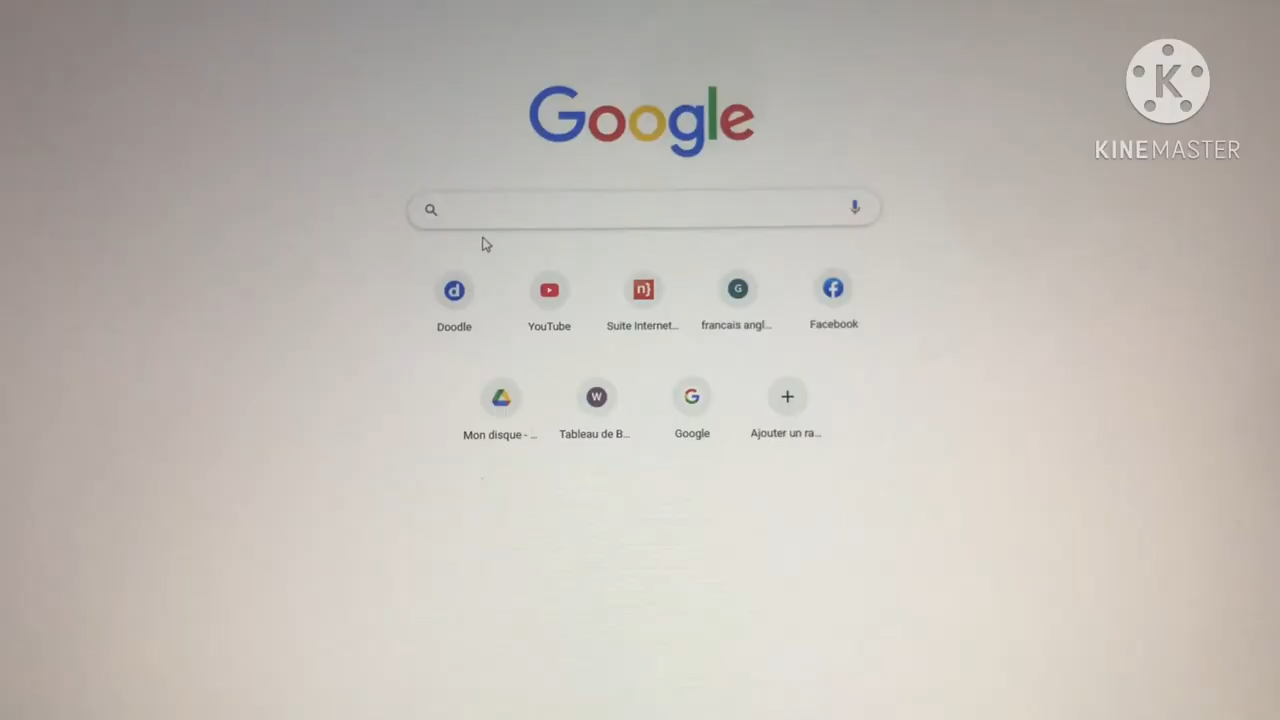 Google
K
KINEMASTER
d
n}
G
f
Doodle
YouTube
Suite Internet...
francais angl...
Facebook
W
G
+
Mon disque - ...
Tableau de B...
Google
Ajouter un ra...